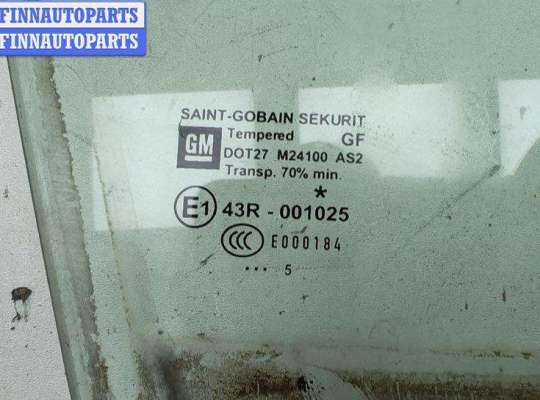 FINNAUTOPARTS
FINNAUTOPARTS
SAINT-GOBAIN SEKURIT
GM Tempered GF
DOT27 M24100 AS2
Transp. 70% min.
*
E1 43R - 001025
CCC E000184
••• 5